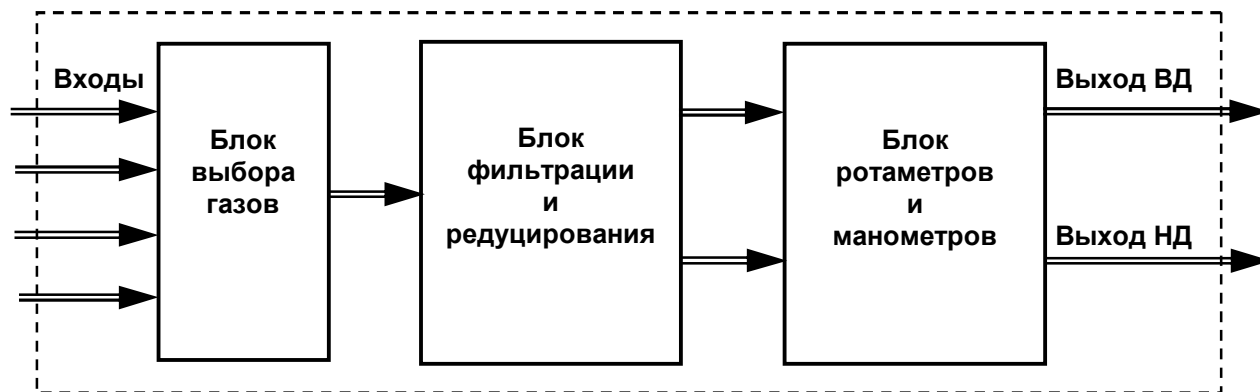 Входы
Блок
выбора
газов
Блок
фильтрации
и
редуцирования
Блок
ротаметров
и
манометров
Выход ВД
Выход НД